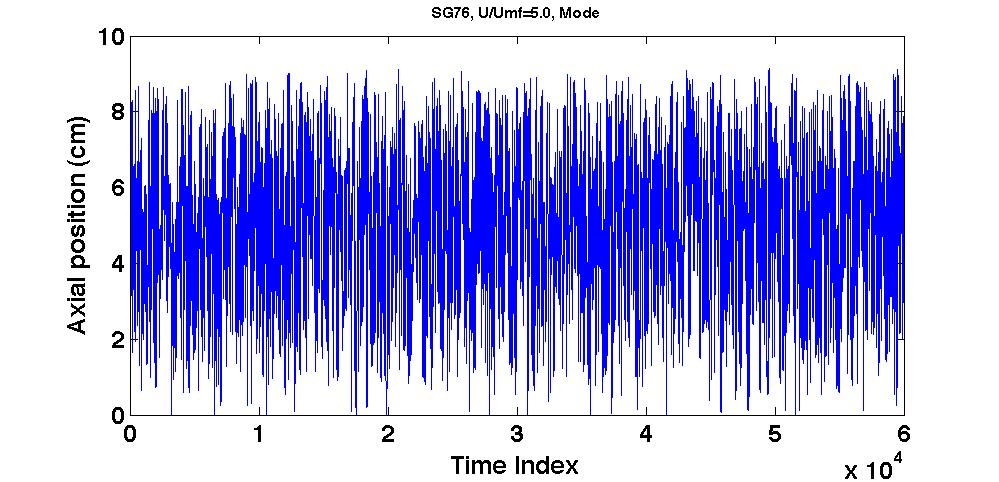 SG76, U/Umf=5.0, Mode
10
8
6
4
2
0
Axial position (cm)
0 1 2 3 4 5 6
Time Index
x 10^4